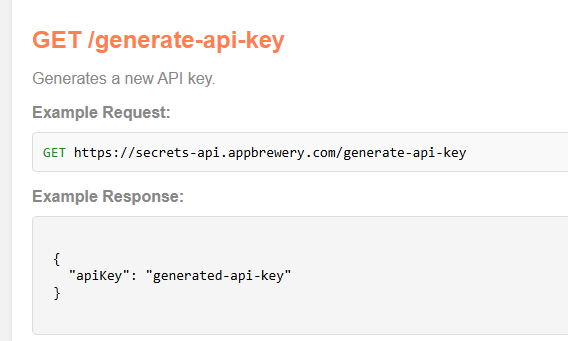 GET /generate-api-key
Generates a new API key.
Example Request:
GET https://secrets-api.appbrewery.com/generate-api-key
Example Response:
{
  "apiKey": "generated-api-key"
}